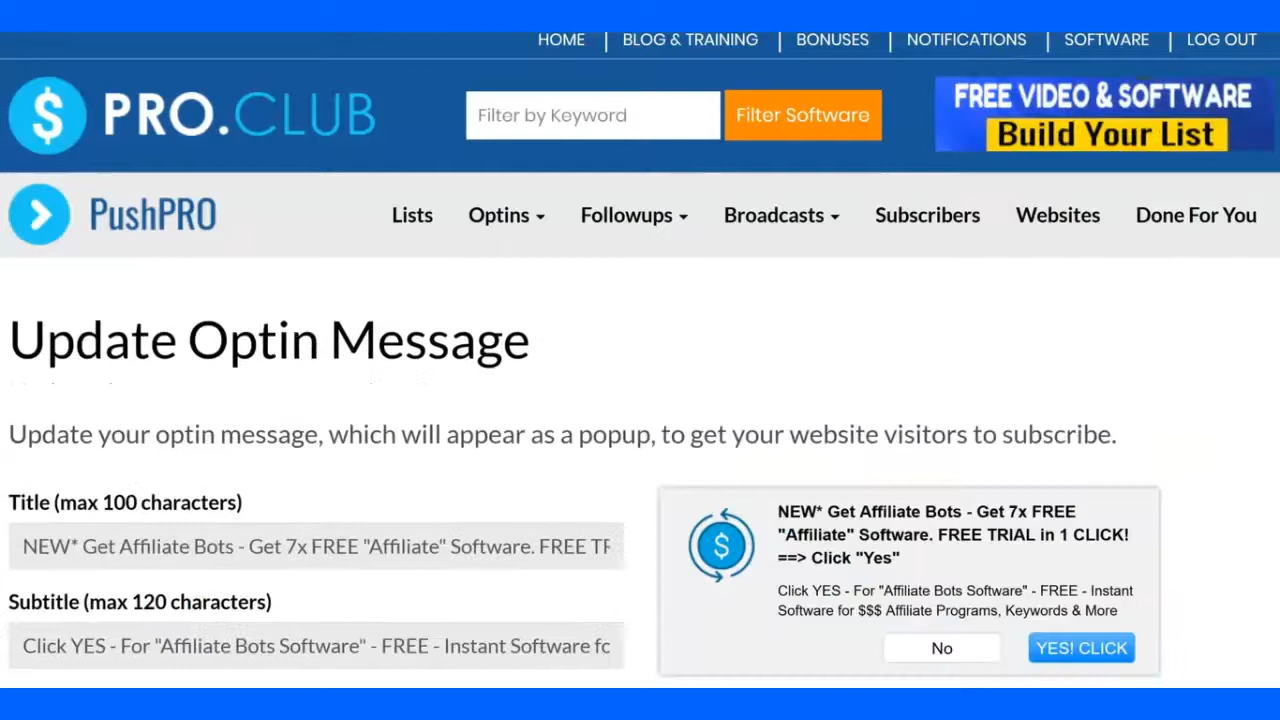 HOME | BLOG & TRAINING | BONUSES | NOTIFICATIONS | SOFTWARE | LOG OUT
$ PRO.CLUB
Filter by Keyword
Filter Software
FREE VIDEO & SOFTWARE
Build Your List
PushPRO
Lists Optins Followups Broadcasts Subscribers Websites Done For You
Update Optin Message
Update your optin message, which will appear as a popup, to get your website visitors to subscribe.
Title (max 100 characters)
NEW* Get Affiliate Bots - Get 7x FREE "Affiliate" Software. FREE TR
Subtitle (max 120 characters)
Click YES - For "Affiliate Bots Software" - FREE - Instant Software fo
$
NEW* Get Affiliate Bots - Get 7x FREE
"Affiliate" Software. FREE TRIAL in 1 CLICK!
==> Click "Yes"
Click YES - For "Affiliate Bots Software" - FREE - Instant
Software for $$$ Affiliate Programs, Keywords & More
No
YES! CLICK